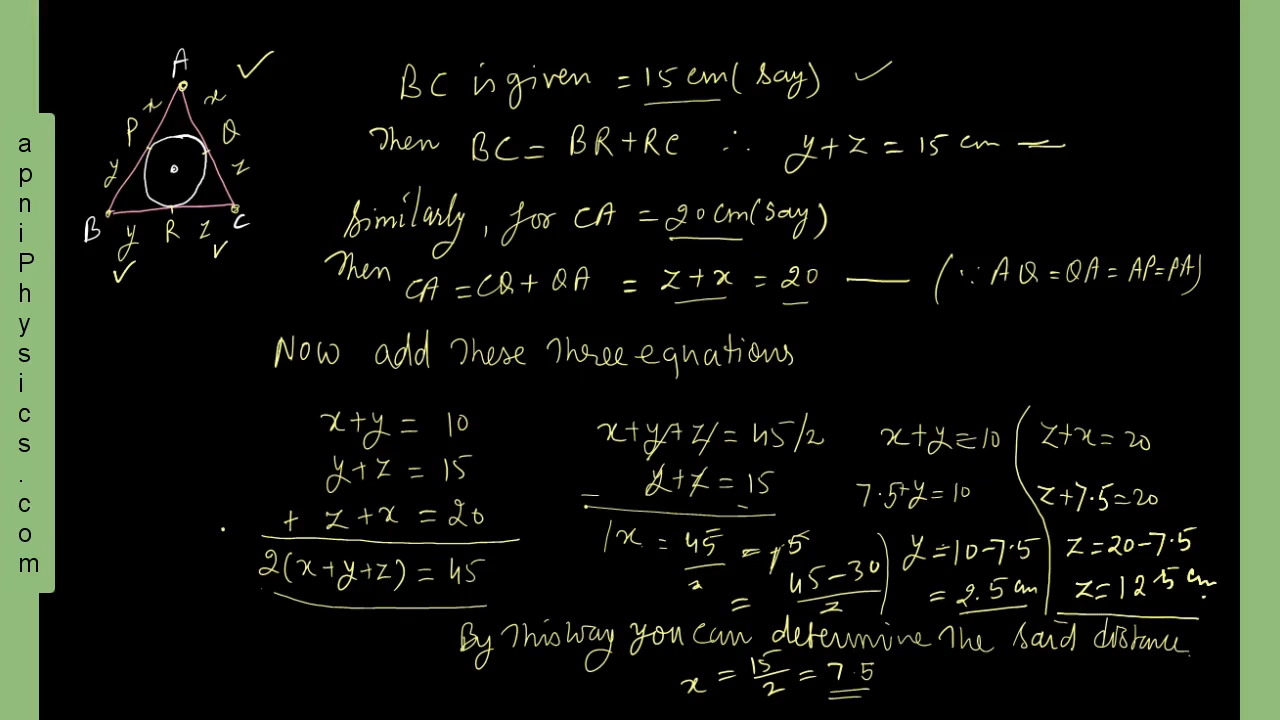 apniPhysics.com
A
x
x
P
Q
y
z
B
C
y
R
z
BC is given = 15 cm (say)
Then BC = BR + RC ∴ y + z = 15 cm —
Similarly, for CA = 20 cm (say)
Then CA = CQ + QA = z + x = 20 — (∵ AQ = QA = AP = PA)
Now add these three equations
x + y = 10
y + z = 15
+ z + x = 20
2(x + y + z) = 45
x + y + z = 45/2
y + z = 15
x = 45/2 - 15
= 45 - 30/2
x + y = 10
7.5 + y = 10
y = 10 - 7.5
= 2.5 cm
z + x = 20
z + 7.5 = 20
z = 20 - 7.5
z = 12.5 cm
By this way you can determine the said distance.
x = 15/2 = 7.5